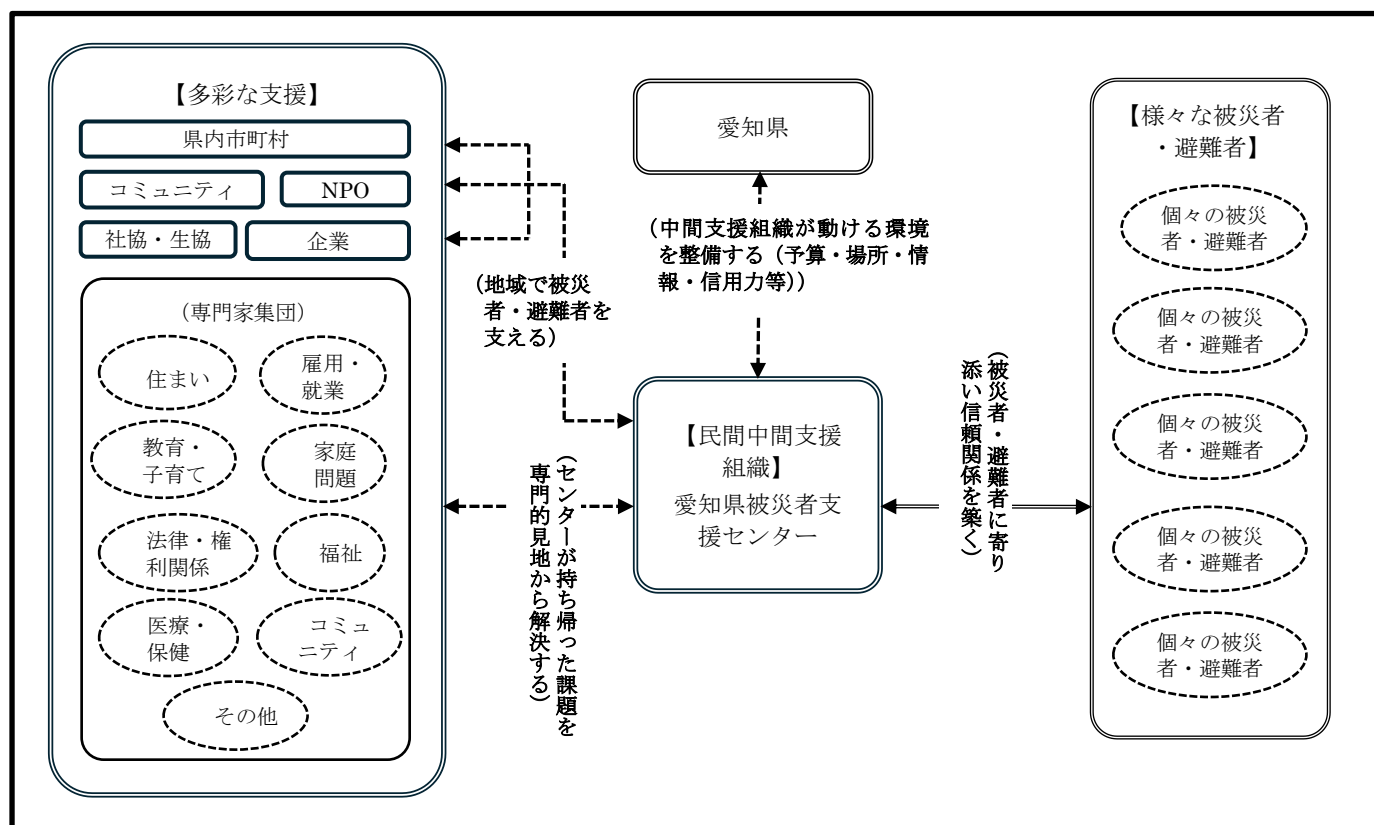 【多彩な支援】
県内市町村
コミュニティ
NPO
社協・生協
企業
（専門家集団）
住まい
雇用・
就業
教育・
子育て
家庭
問題
法律・権
利関係
福祉
医療・
保健
コミュ
ニティ
その他
（地域で被災
者・避難者を
支える）
（センターが持ち帰った課題を
専門的見地から解決する）
愛知県
（中間支援組織が動ける環境
を整備する（予算・場所・情
報・信用力等））
【民間中間支援
組織】
愛知県被災者支
援センター
（被災者・避難者に寄り
添い信頼関係を築く）
【様々な被災者
・避難者】
個々の被災
者・避難者
個々の被災
者・避難者
個々の被災
者・避難者
個々の被災
者・避難者
個々の被災
者・避難者